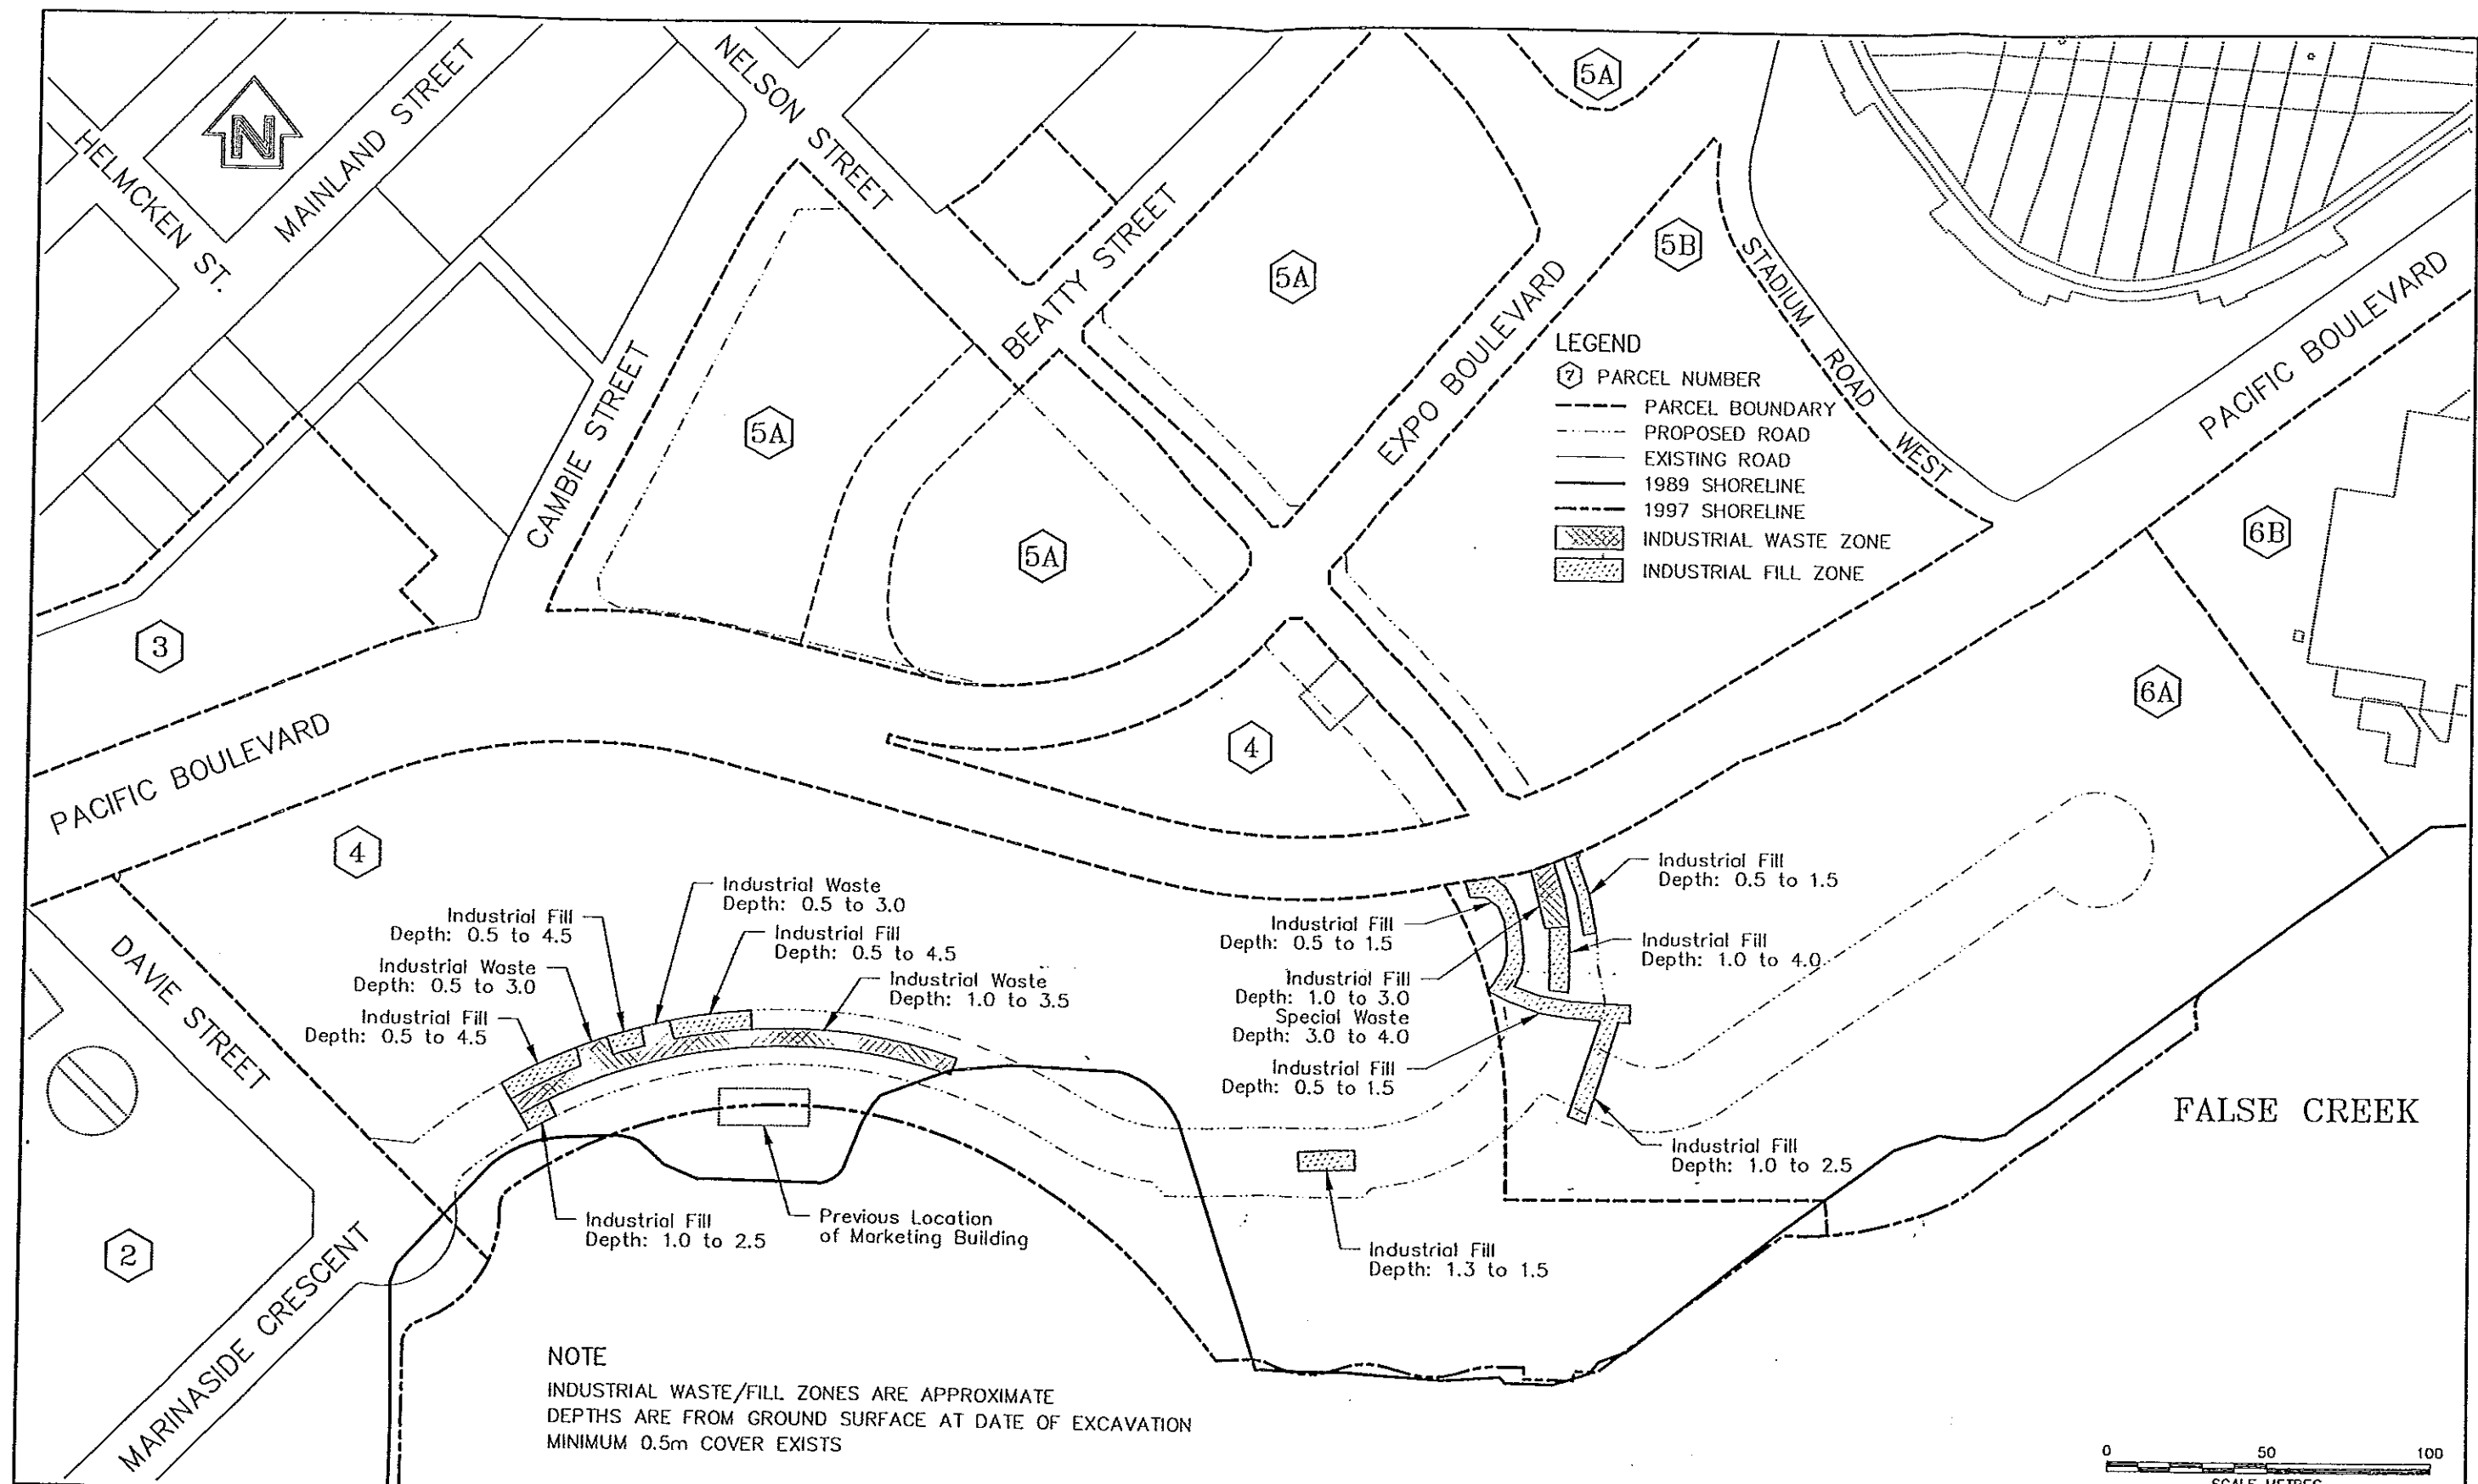 HELMCKEN ST.
MAINLAND STREET
N
NELSON STREET
CAMBIE STREET
BEATTY STREET
EXPO BOULEVARD
STADIUM ROAD WEST
PACIFIC BOULEVARD
5A
5A
5B
5A
5A
6B
3
4
6A
PACIFIC BOULEVARD
4
LEGEND
7 PARCEL NUMBER
PARCEL BOUNDARY
PROPOSED ROAD
EXISTING ROAD
1989 SHORELINE
1997 SHORELINE
INDUSTRIAL WASTE ZONE
INDUSTRIAL FILL ZONE
Industrial Waste
Depth: 0.5 to 3.0
Industrial Fill
Depth: 0.5 to 4.5
Industrial Fill
Depth: 0.5 to 4.5
Industrial Waste
Depth: 0.5 to 3.0
Industrial Waste
Depth: 1.0 to 3.5
Industrial Fill
Depth: 0.5 to 4.5
Industrial Fill
Depth: 1.0 to 2.5
Previous Location
of Marketing Building
Industrial Fill
Depth: 0.5 to 1.5
Industrial Fill
Depth: 0.5 to 1.5
Industrial Fill
Depth: 1.0 to 4.0
Industrial Fill
Depth: 1.0 to 3.0
Special Waste
Depth: 3.0 to 4.0
Industrial Fill
Depth: 0.5 to 1.5
Industrial Fill
Depth: 1.0 to 2.5
Industrial Fill
Depth: 1.3 to 1.5
DAVIE STREET
2
MARINASIDE CRESCENT
FALSE CREEK
NOTE
INDUSTRIAL WASTE/FILL ZONES ARE APPROXIMATE
DEPTHS ARE FROM GROUND SURFACE AT DATE OF EXCAVATION
MINIMUM 0.5m COVER EXISTS
0 50 100
SCALE METRES